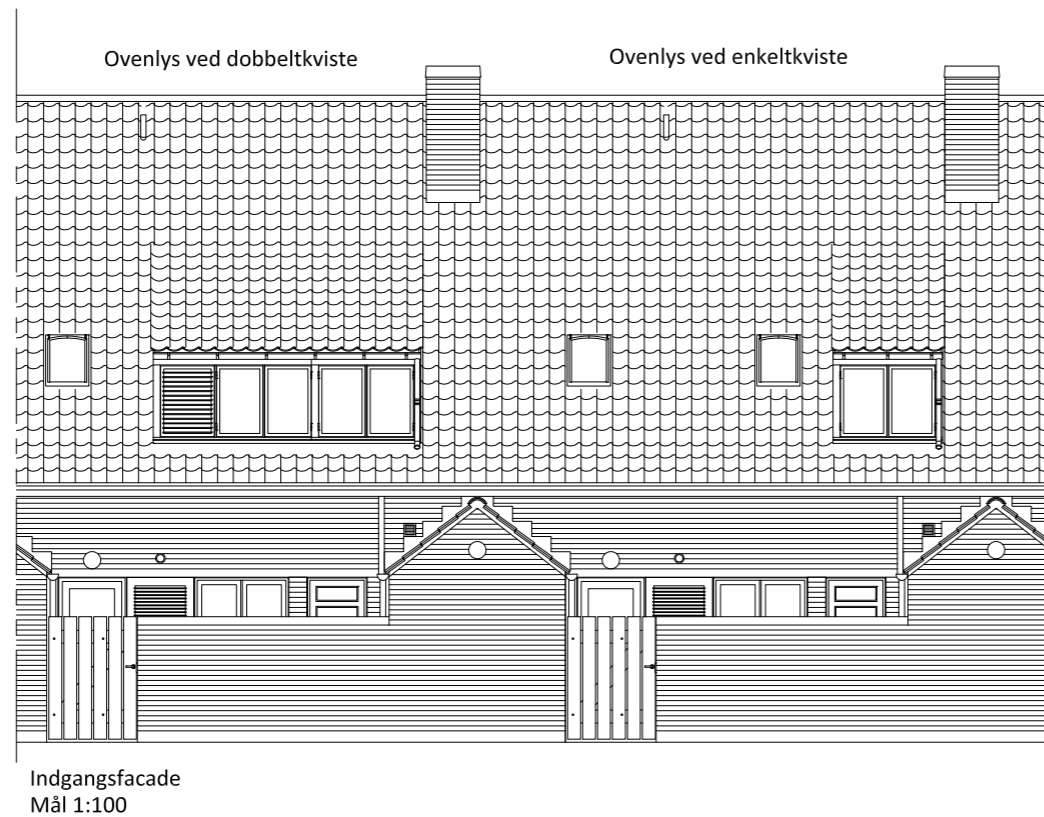 Ovenlys ved dobbeltkviste
Ovenlys ved enkeltkviste
Indgangsfacade
Mål 1:100